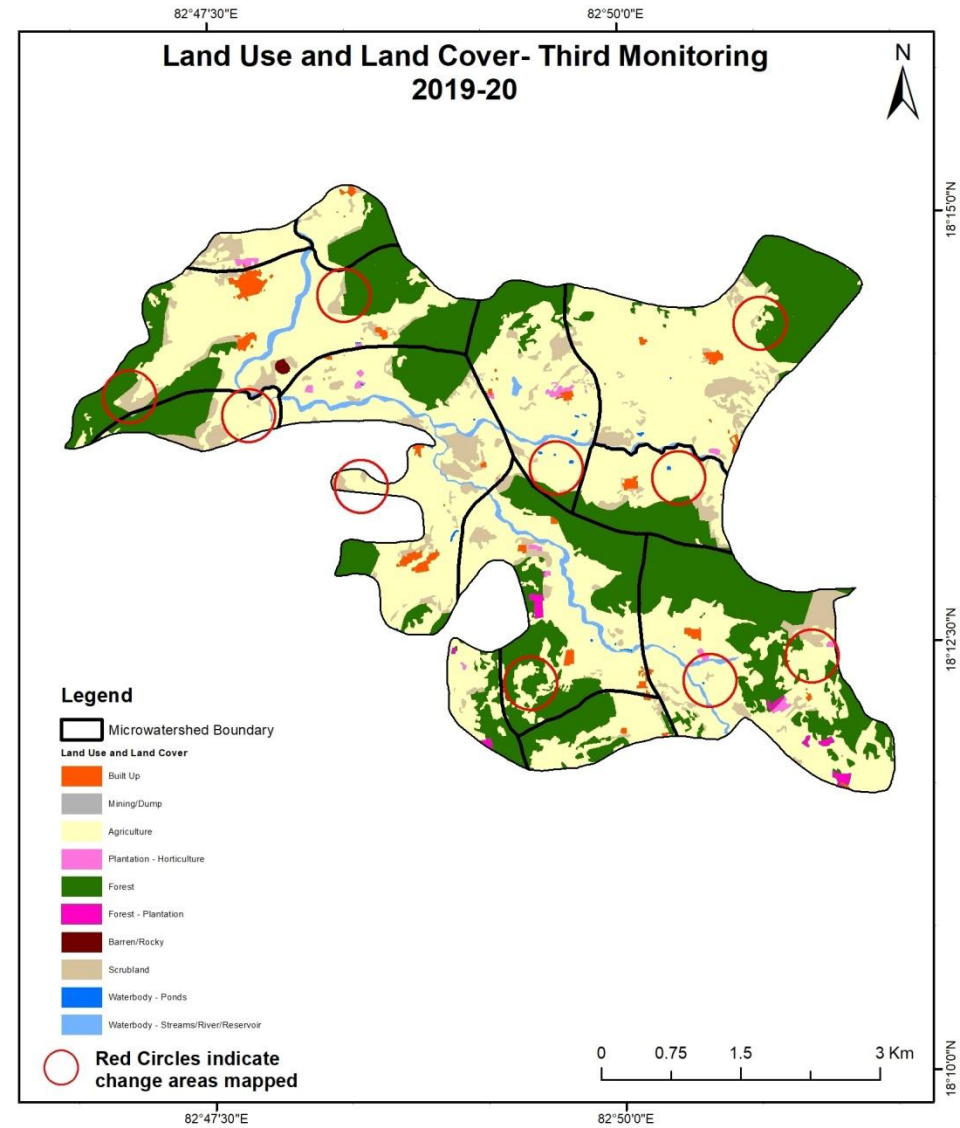 82°47'30"E
82°50'0"E
Land Use and Land Cover- Third Monitoring
2019-20
N
18°15'0"N
18°12'30"N
18°10'0"N
Legend
Microwatershed Boundary
Land Use and Land Cover
Built Up
Mining/Dump
Agriculture
Plantation - Horticulture
Forest
Forest - Plantation
Barren/Rocky
Scrubland
Waterbody - Ponds
Waterbody - Streams/River/Reservoir
Red Circles indicate
change areas mapped
0 0.75 1.5 3 Km
82°47'30"E
82°50'0"E